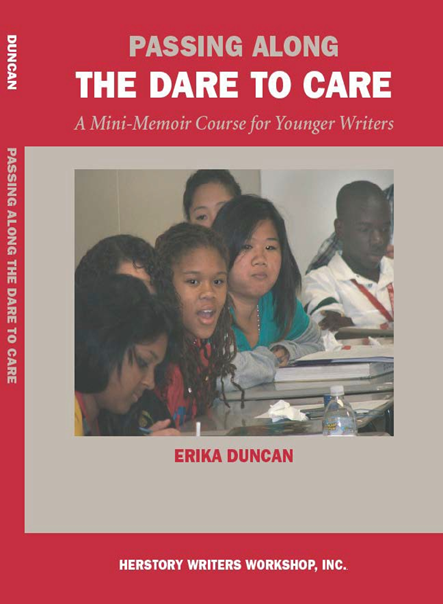 DUNCAN
PASSING ALONG THE DARE TO CARE
PASSING ALONG
THE DARE TO CARE
A Mini-Memoir Course for Younger Writers
ERIKA DUNCAN
HERSTORY WRITERS WORKSHOP, INC.